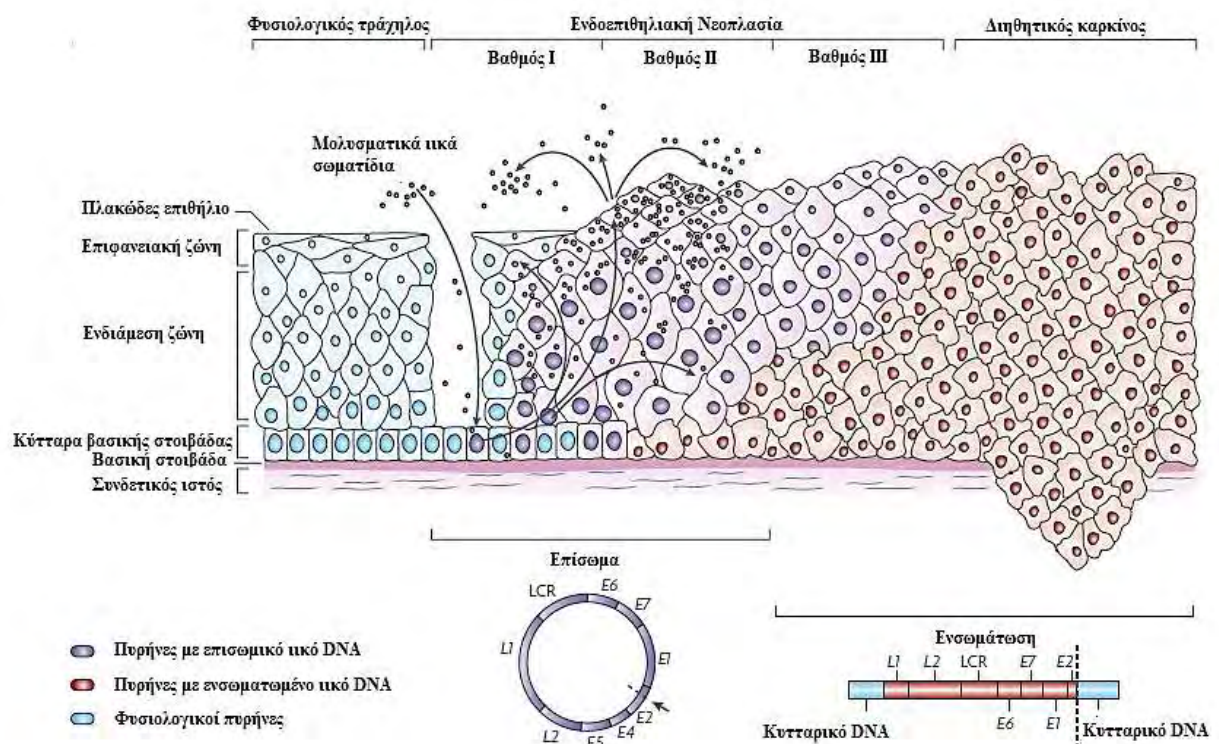 Φυσιολογικός τράχηλος
Ενδοεπιθηλιακή Νεοπλασία
Διηθητικός καρκίνος
Βαθμός Ι
Βαθμός ΙΙ
Βαθμός ΙΙΙ
Μολυσματικά ιικά
σωματίδια
Πλακώδες επιθήλιο
Επιφανειακή ζώνη
Ενδιάμεση ζώνη
Κύτταρα βασικής στοιβάδας
Βασική στοιβάδα
Συνδετικός ιστός
Επίσωμα
LCR
E6
E7
E1
E2
E4
E5
L2
L1
Πυρήνες με επισωμικό ιικό DNA
Πυρήνες με ενσωματωμένο ιικό DNA
Φυσιολογικοί πυρήνες
Ενσωμάτωση
L1 L2 LCR E7 E2
E6 E1
Κυτταρικό DNA
Κυτταρικό DNA